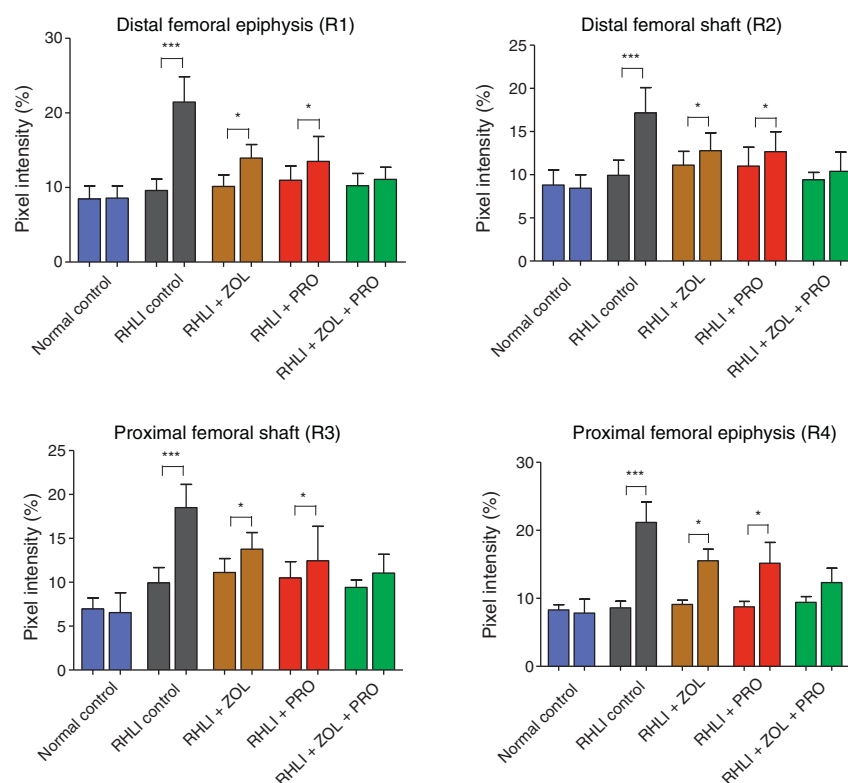 Distal femoral epiphysis (R1)
Pixel intensity (%)
30
20
10
0
***
*
*
Normal control
RHLI control
RHLI + ZOL
RHLI + PRO
RHLI + ZOL + PRO
Distal femoral shaft (R2)
Pixel intensity (%)
25
20
15
10
5
0
***
*
*
Normal control
RHLI control
RHLI + ZOL
RHLI + PRO
RHLI + ZOL + PRO
Proximal femoral shaft (R3)
Pixel intensity (%)
25
20
15
10
5
0
***
*
*
Normal control
RHLI control
RHLI + ZOL
RHLI + PRO
RHLI + ZOL + PRO
Proximal femoral epiphysis (R4)
Pixel intensity (%)
30
20
10
0
***
*
*
Normal control
RHLI control
RHLI + ZOL
RHLI + PRO
RHLI + ZOL + PRO